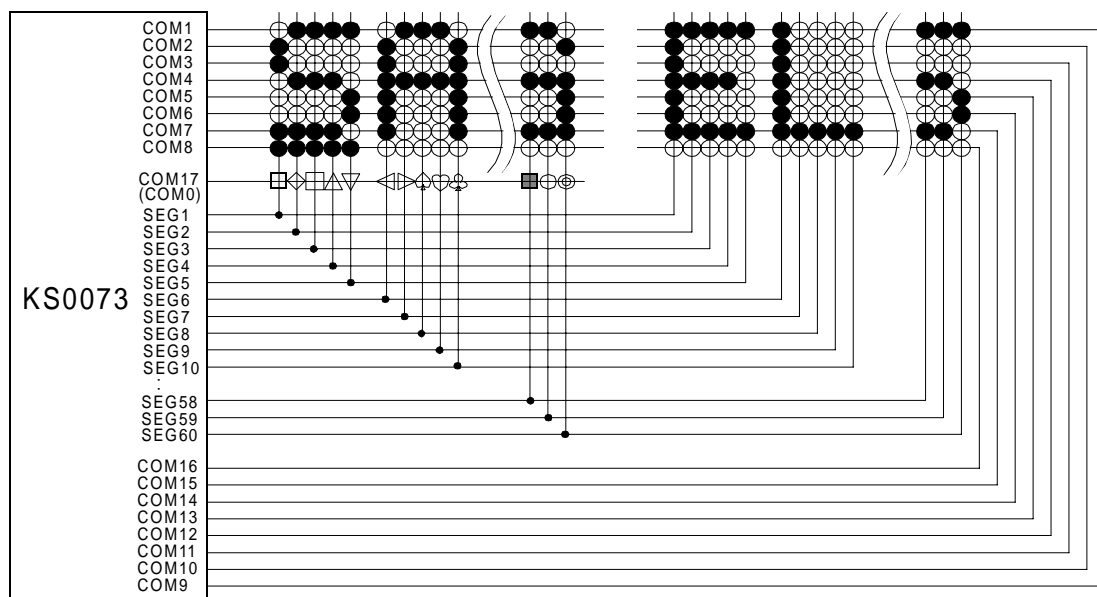 COM1
COM2
COM3
COM4
COM5
COM6
COM7
COM8
COM17
(COM0)
SEG1
SEG2
SEG3
SEG4
SEG5
SEG6
KS0073
SEG7
SEG8
SEG9
SEG10
:
SEG58
SEG59
SEG60
COM16
COM15
COM14
COM13
COM12
COM11
COM10
COM9